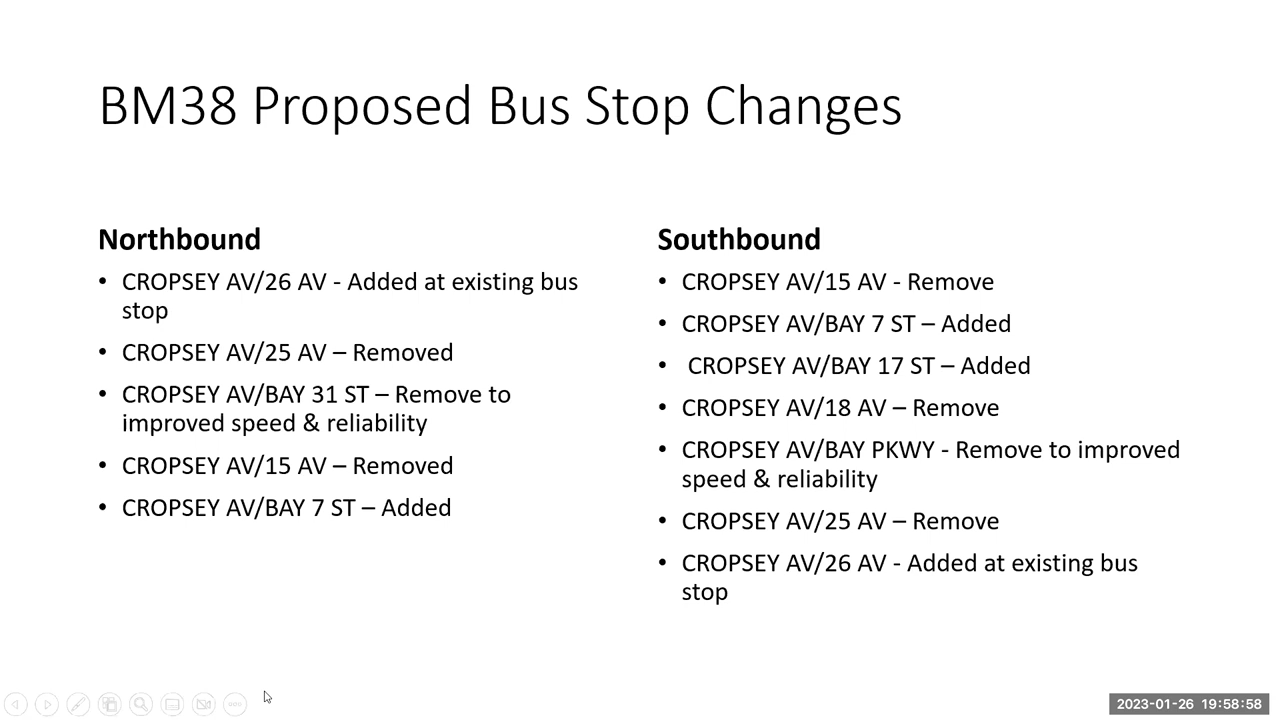 BM38 Proposed Bus Stop Changes
Northbound
• CROPSEY AV/26 AV - Added at existing bus
stop
• CROPSEY AV/25 AV – Removed
• CROPSEY AV/BAY 31 ST – Remove to
improved speed & reliability
• CROPSEY AV/15 AV – Removed
• CROPSEY AV/BAY 7 ST – Added
Southbound
• CROPSEY AV/15 AV - Remove
• CROPSEY AV/BAY 7 ST – Added
• CROPSEY AV/BAY 17 ST – Added
• CROPSEY AV/18 AV – Remove
• CROPSEY AV/BAY PKWY - Remove to improved
speed & reliability
• CROPSEY AV/25 AV – Remove
• CROPSEY AV/26 AV - Added at existing bus
stop
2023-01-26 19:58:58